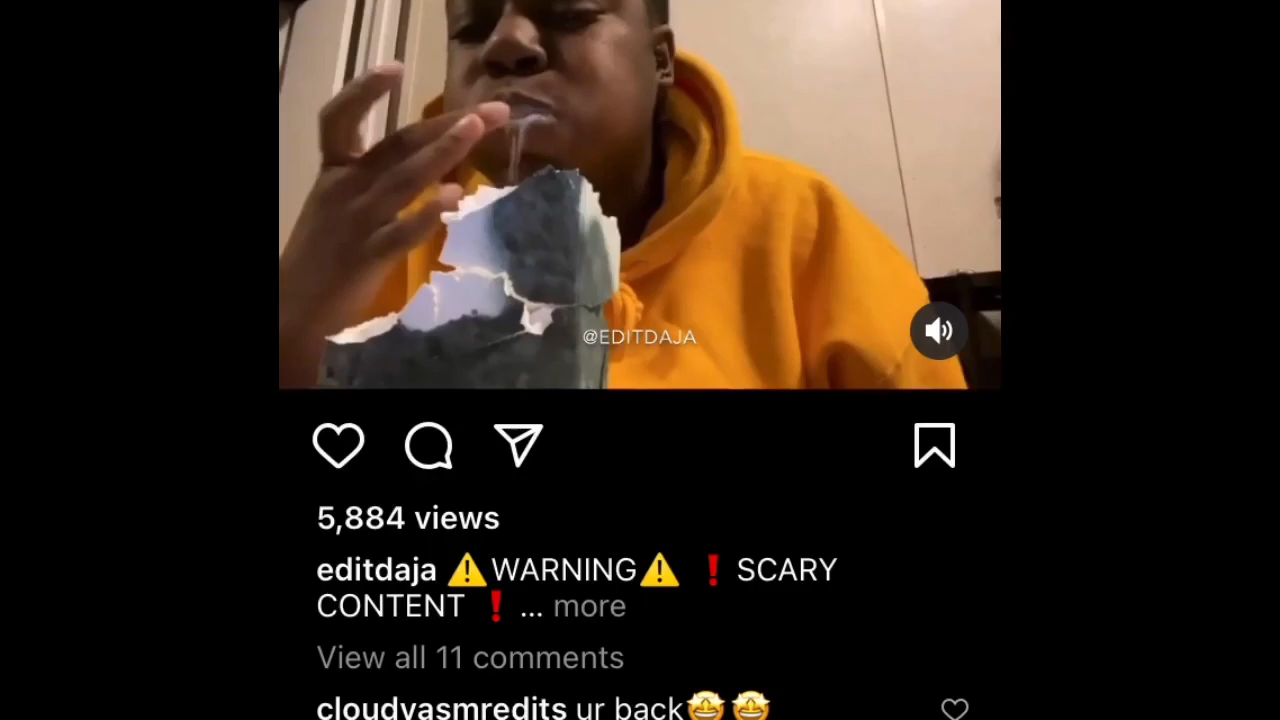 @EDITDAJA
5,884 views
editdaja ⚠️WARNING⚠️ ❗SCARY
CONTENT ❗... more
View all 11 comments
cloudyasmredits ur back🤩🤩